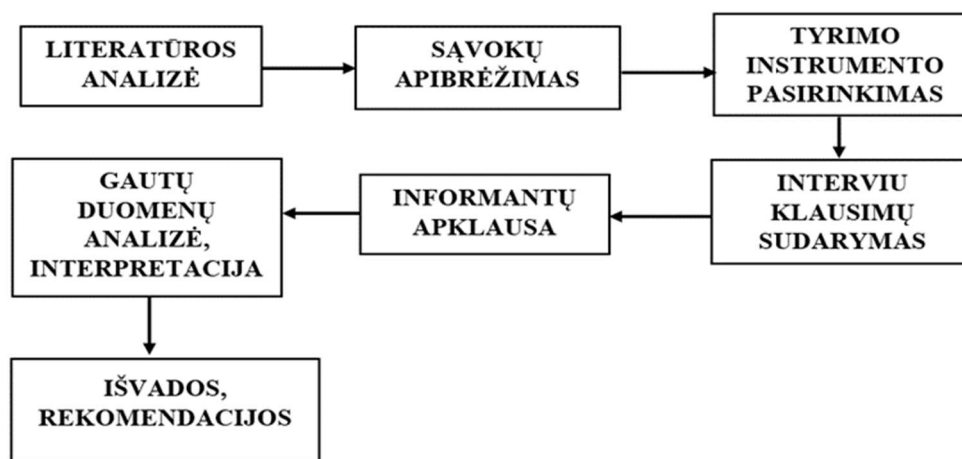 LITERATŪROS
ANALIZĖ
SĄVOKŲ
APIBRĖŽIMAS
TYRIMO
INSTRUMENTO
PASIRINKIMAS
INTERVIU
KLAUSIMŲ
SUDARYMAS
INFORMANTŲ
APKLAUSA
GAUTŲ
DUOMENŲ
ANALIZĖ,
INTERPRETACIJA
IŠVADOS,
REKOMENDACIJOS